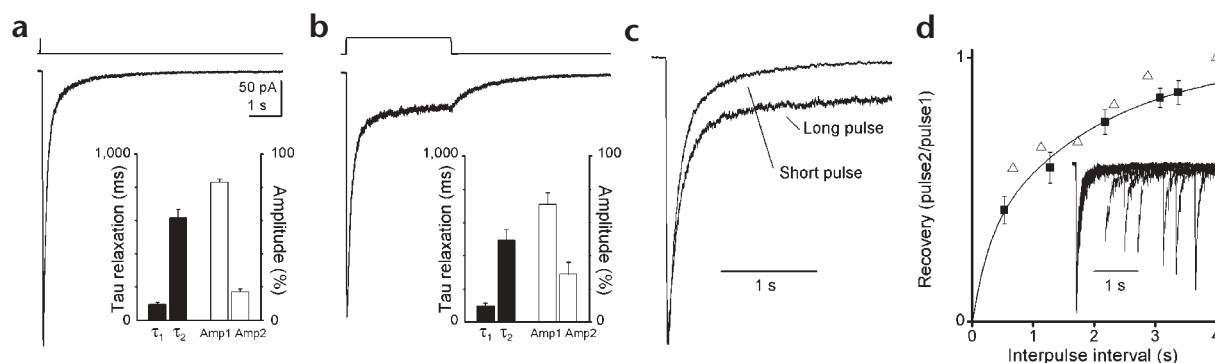 a
50 pA
1 s
1,000
100
Tau relaxation (ms)
Amplitude (%)
0
0
τ1 τ2 Amp1 Amp2
b
1,000
100
Tau relaxation (ms)
Amplitude (%)
0
0
τ1 τ2 Amp1 Amp2
c
Long pulse
Short pulse
1 s
d
1
Recovery (pulse2/pulse1)
1 s
0
0 1 2 3 4
Interpulse interval (s)